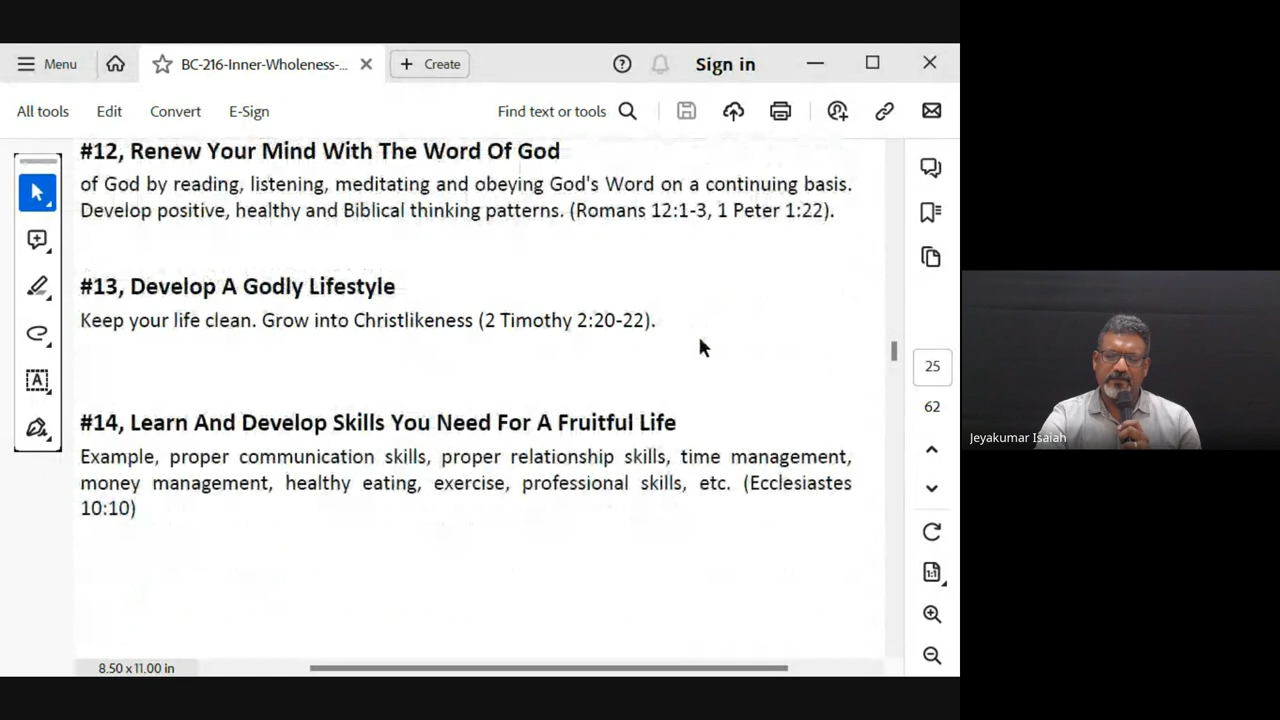 Menu
BC-216-Inner-Wholeness-...
Create
Sign in
All tools
Edit
Convert
E-Sign
Find text or tools
#12, Renew Your Mind With The Word Of God
of God by reading, listening, meditating and obeying God's Word on a continuing basis.
Develop positive, healthy and Biblical thinking patterns. (Romans 12:1-3, 1 Peter 1:22).
#13, Develop A Godly Lifestyle
Keep your life clean. Grow into Christlikeness (2 Timothy 2:20-22).
#14, Learn And Develop Skills You Need For A Fruitful Life
Example, proper communication skills, proper relationship skills, time management,
money management, healthy eating, exercise, professional skills, etc. (Ecclesiastes
10:10)
25
62
1:1
8.50 x 11.00 in
Jeyakumar Isaiah